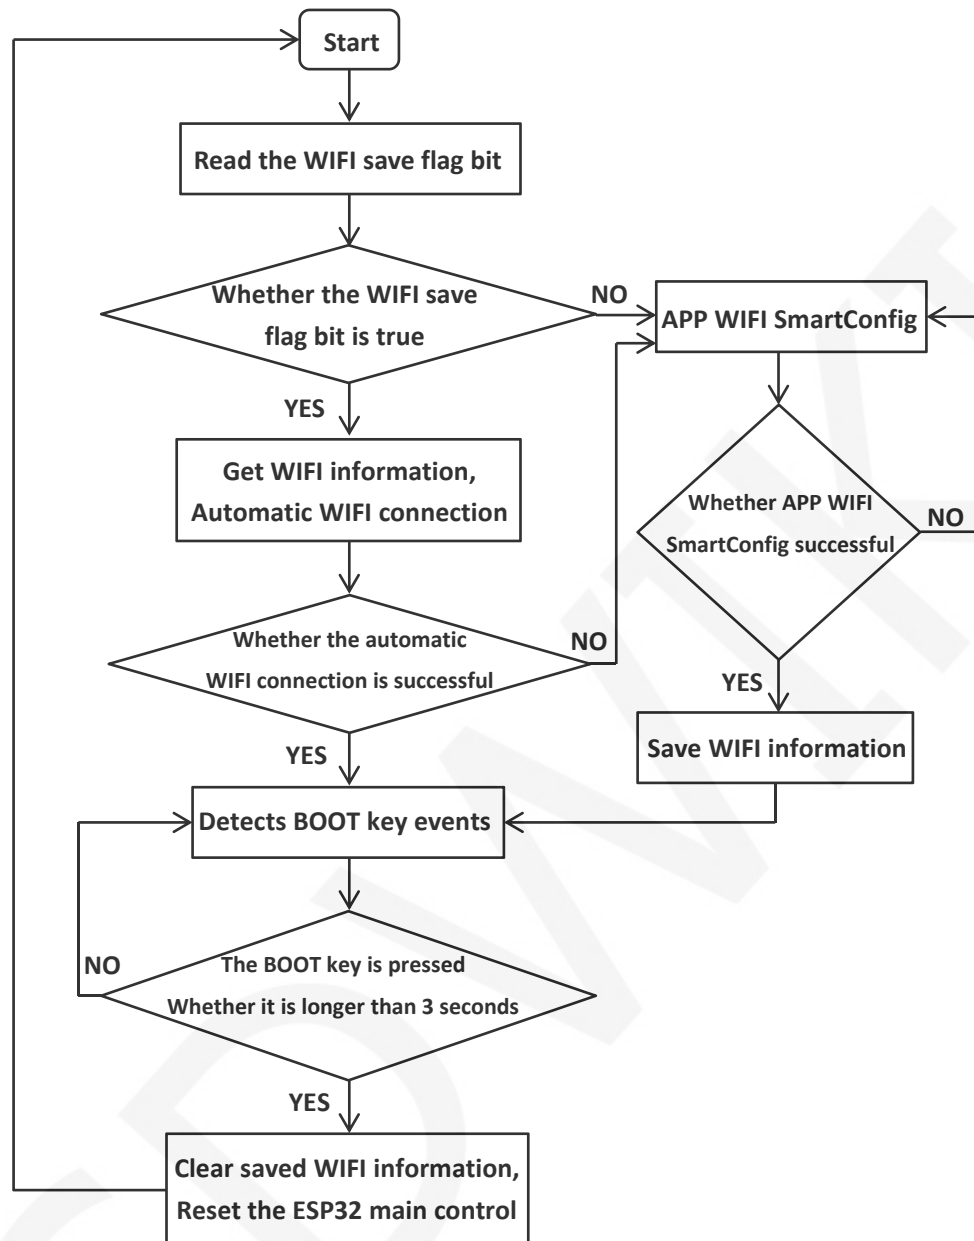 Start
Read the WIFI save flag bit
Whether the WIFI save
flag bit is true
NO
APP WIFI SmartConfig
YES
Get WIFI information,
Automatic WIFI connection
Whether APP WIFI
SmartConfig successful
NO
Whether the automatic
WIFI connection is successful
NO
YES
Save WIFI information
YES
Detects BOOT key events
The BOOT key is pressed
Whether it is longer than 3 seconds
NO
YES
Clear saved WIFI information,
Reset the ESP32 main control